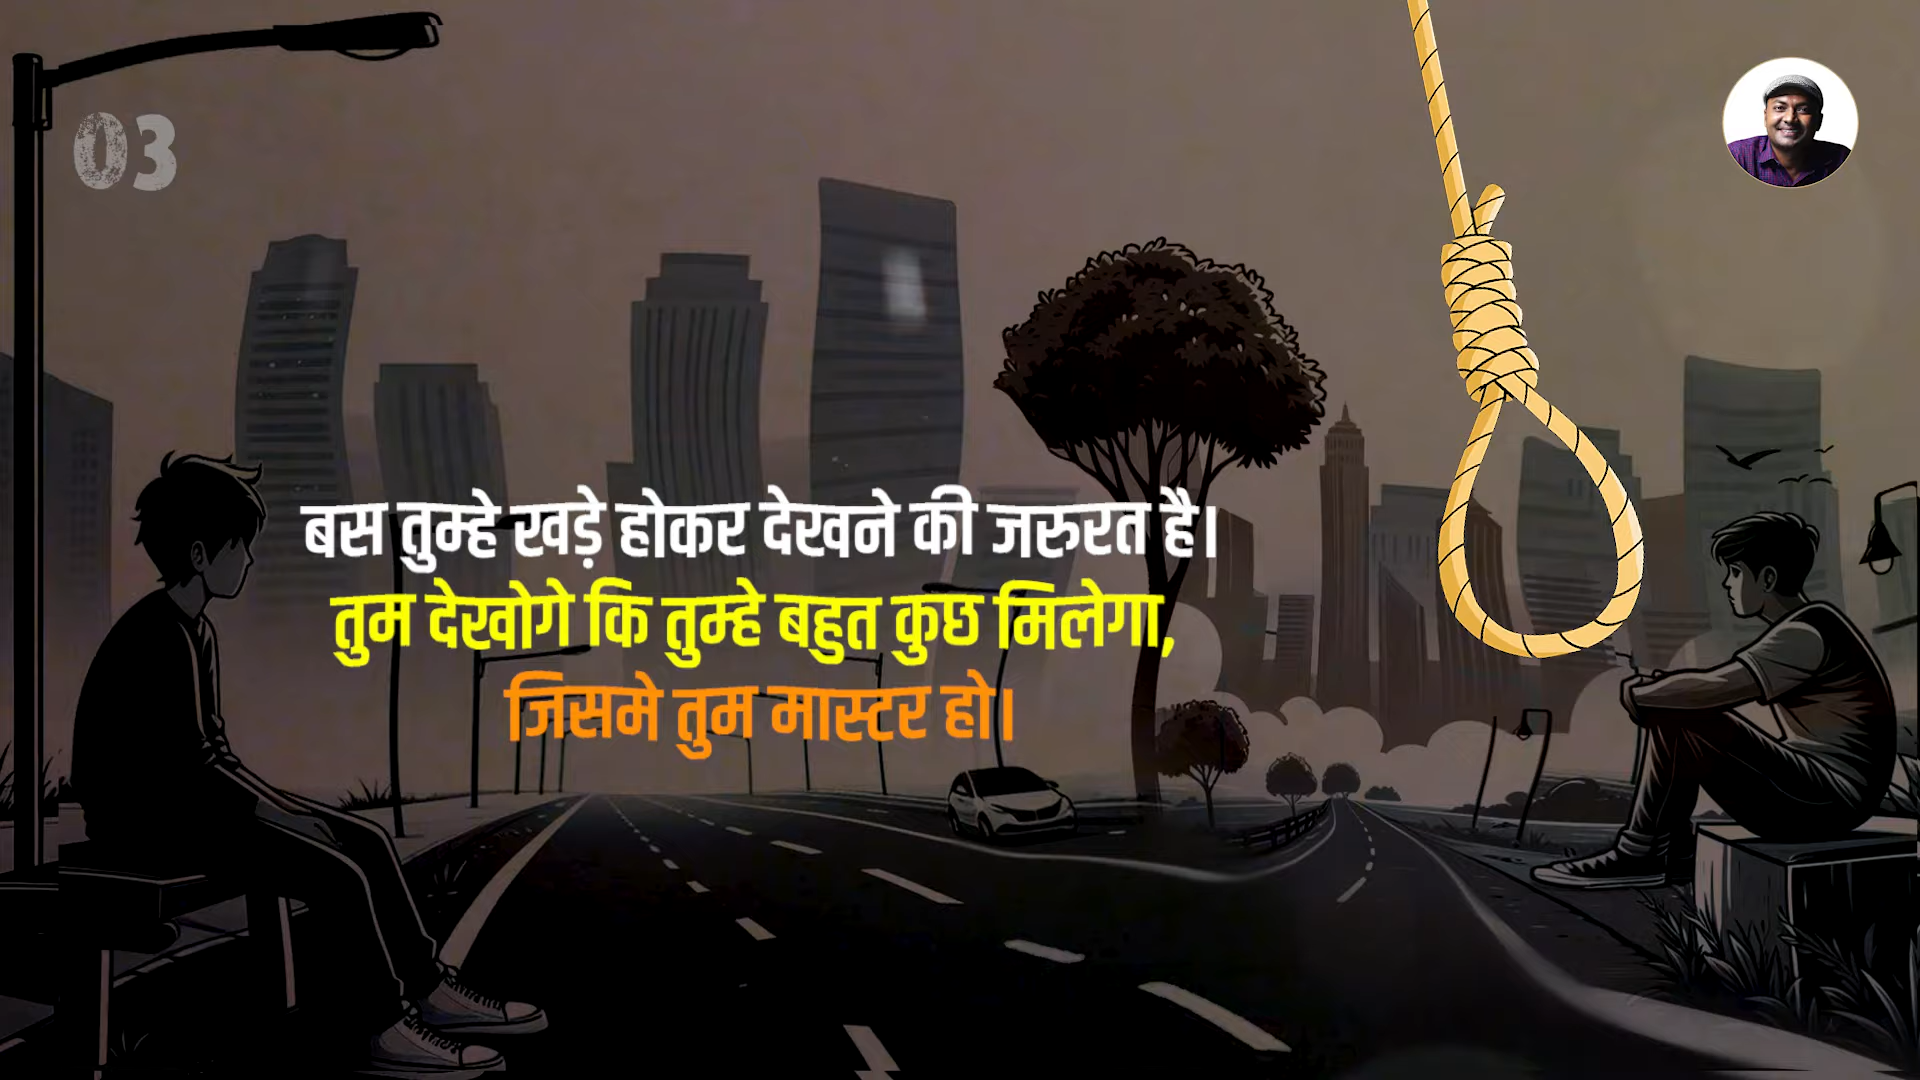 03
बस तुम्हे खड़े होकर देखने की जरुरत है।
तुम देखोगे कि तुम्हे बहुत कुछ मिलेगा,
जिसमे तुम मास्टर हो।